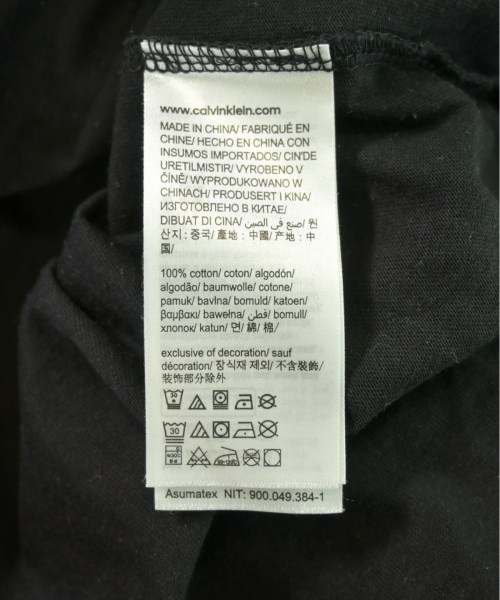 www.calvinklein.com
MADE IN CHINA/ FABRIQUÉ EN
CHINE/ HECHO EN CHINA CON
INSUMOS IMPORTADOS/ CIN'DE
URETILMISTIR/ VYROBENO V
ČÍNĚ/ WYPRODUKOWANO W
CHINACH/ PRODUSERT I KINA/
ИЗГОТОВЛЕНО В КИТАЕ/
DIBUAT DI CINA/ صنع في الصين/ 원
산지 : 중국/ 產地 : 中國/ 产地 : 中
国/
100% cotton/ coton/ algodón/
algodão/ baumwolle/ cotone/
pamuk/ bavlna/ bomuld/ katoen/
βαμβακι/ bawełna/ قطن/ bomull/
хлопок/ katun/ 면/ 綿/ 棉/
exclusive of decoration/ sauf
décoration/ 장식재 제외/ 不含裝飾/
装饰部分除外
30
30
Asumatex NIT: 900.049.384-1